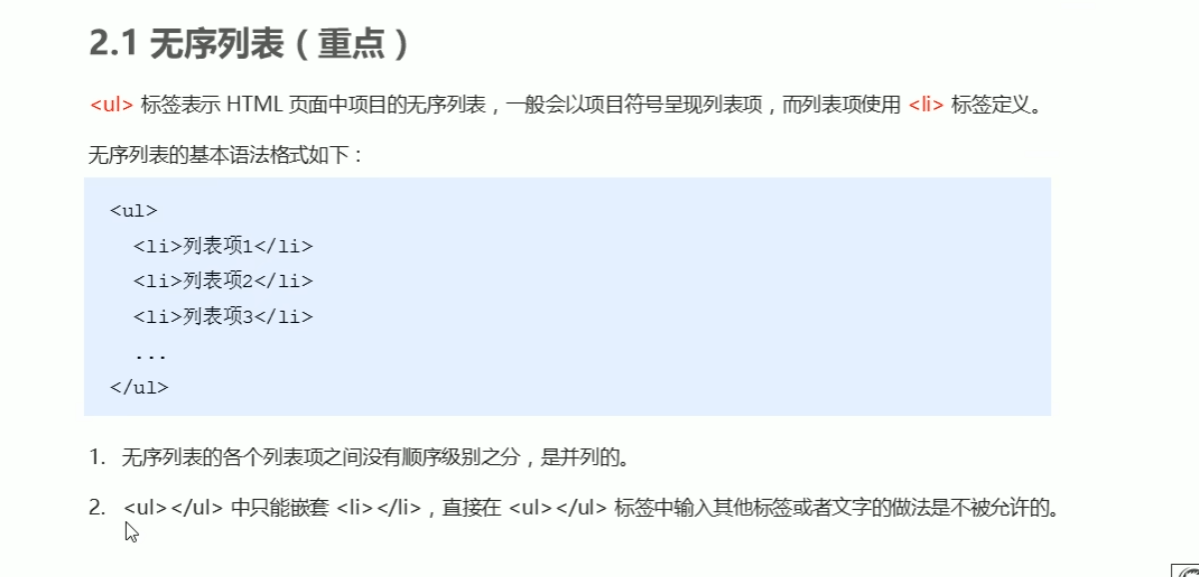 2.1 无序列表（重点）
<ul> 标签表示 HTML 页面中项目的无序列表，一般会以项目符号呈现列表项，而列表项使用 <li> 标签定义。
无序列表的基本语法格式如下：
<ul>
<li>列表项1</li>
<li>列表项2</li>
<li>列表项3</li>
...
</ul>
1. 无序列表的各个列表项之间没有顺序级别之分，是并列的。
2. <ul></ul> 中只能嵌套 <li></li>，直接在 <ul></ul> 标签中输入其他标签或者文字的做法是不被允许的。